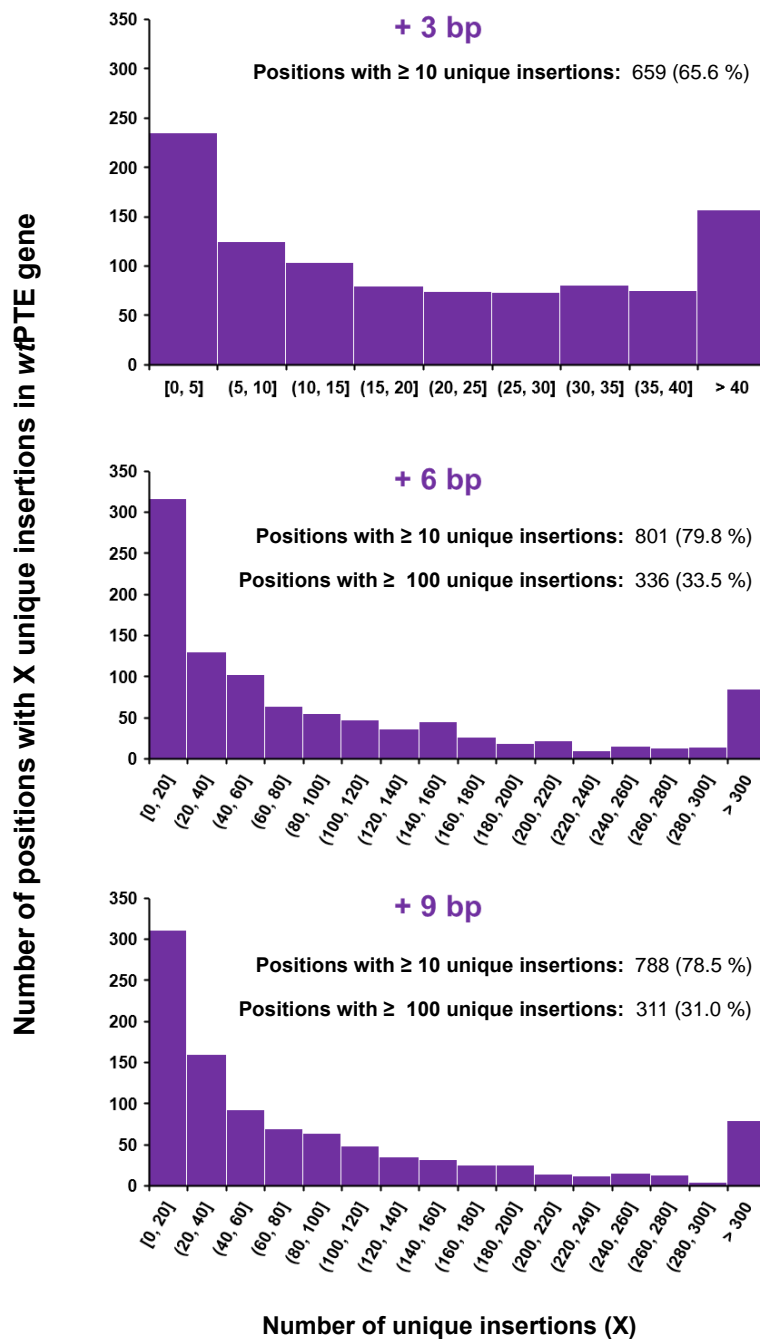 Number of positions with X unique insertions in wtPTE gene
+ 3 bp
Positions with ≥ 10 unique insertions: 659 (65.6 %)
350
300
250
200
150
100
50
0
[0, 5] (5, 10] (10, 15] (15, 20] (20, 25] (25, 30] (30, 35] (35, 40] > 40
+ 6 bp
Positions with ≥ 10 unique insertions: 801 (79.8 %)
Positions with ≥ 100 unique insertions: 336 (33.5 %)
350
300
250
200
150
100
50
0
[0, 20] (20, 40] (40, 60] (60, 80] (80, 100] (100, 120] (120, 140] (140, 160] (160, 180] (180, 200] (200, 220] (220, 240] (240, 260] (260, 280] (280, 300] > 300
+ 9 bp
Positions with ≥ 10 unique insertions: 788 (78.5 %)
Positions with ≥ 100 unique insertions: 311 (31.0 %)
350
300
250
200
150
100
50
0
[0, 20] (20, 40] (40, 60] (60, 80] (80, 100] (100, 120] (120, 140] (140, 160] (160, 180] (180, 200] (200, 220] (220, 240] (240, 260] (260, 280] (280, 300] > 300
Number of unique insertions (X)